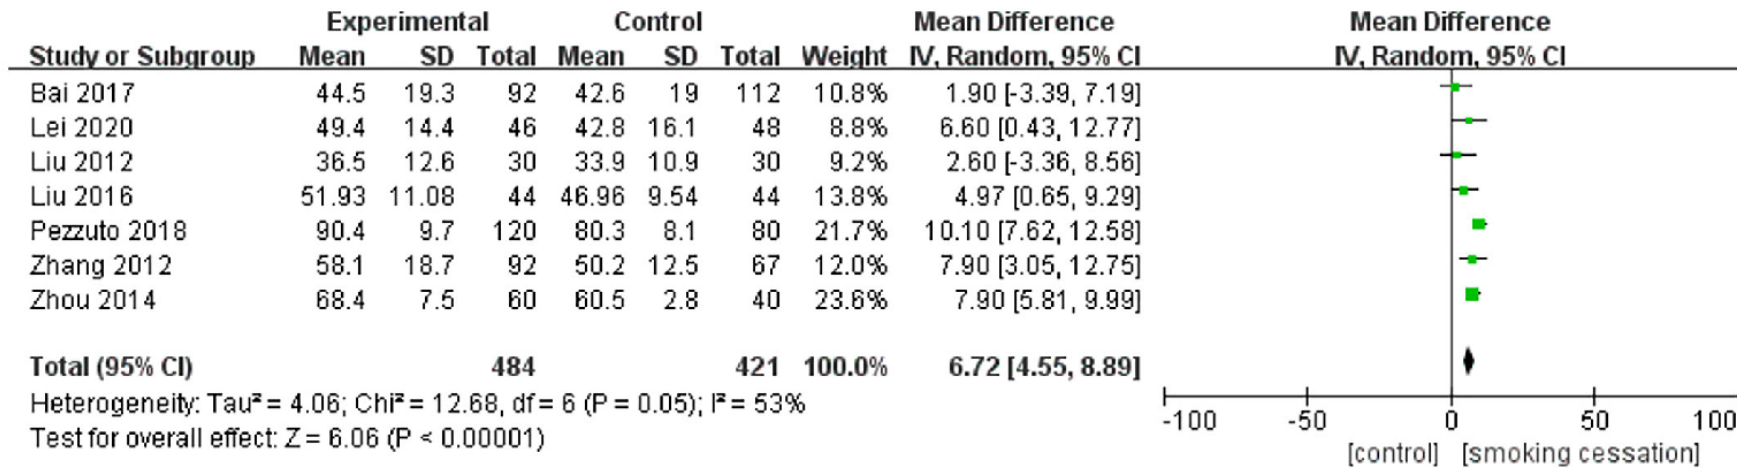 Experimental Control Mean Difference Mean Difference
Study or Subgroup Mean SD Total Mean SD Total Weight IV, Random, 95% CI IV, Random, 95% CI
Bai 2017 44.5 19.3 92 42.6 19 112 10.8% 1.90 [-3.39, 7.19]
Lei 2020 49.4 14.4 46 42.8 16.1 48 8.8% 6.60 [0.43, 12.77]
Liu 2012 36.5 12.6 30 33.9 10.9 30 9.2% 2.60 [-3.36, 8.56]
Liu 2016 51.93 11.08 44 46.96 9.54 44 13.8% 4.97 [0.65, 9.29]
Pezzuto 2018 90.4 9.7 120 80.3 8.1 80 21.7% 10.10 [7.62, 12.58]
Zhang 2012 58.1 18.7 92 50.2 12.5 67 12.0% 7.90 [3.05, 12.75]
Zhou 2014 68.4 7.5 60 60.5 2.8 40 23.6% 7.90 [5.81, 9.99]
Total (95% CI) 484 421 100.0% 6.72 [4.55, 8.89]
Heterogeneity: Tau² = 4.06; Chi² = 12.68, df = 6 (P = 0.05); I² = 53%
Test for overall effect: Z = 6.06 (P < 0.00001)
-100 -50 0 50 100
[control] [smoking cessation]